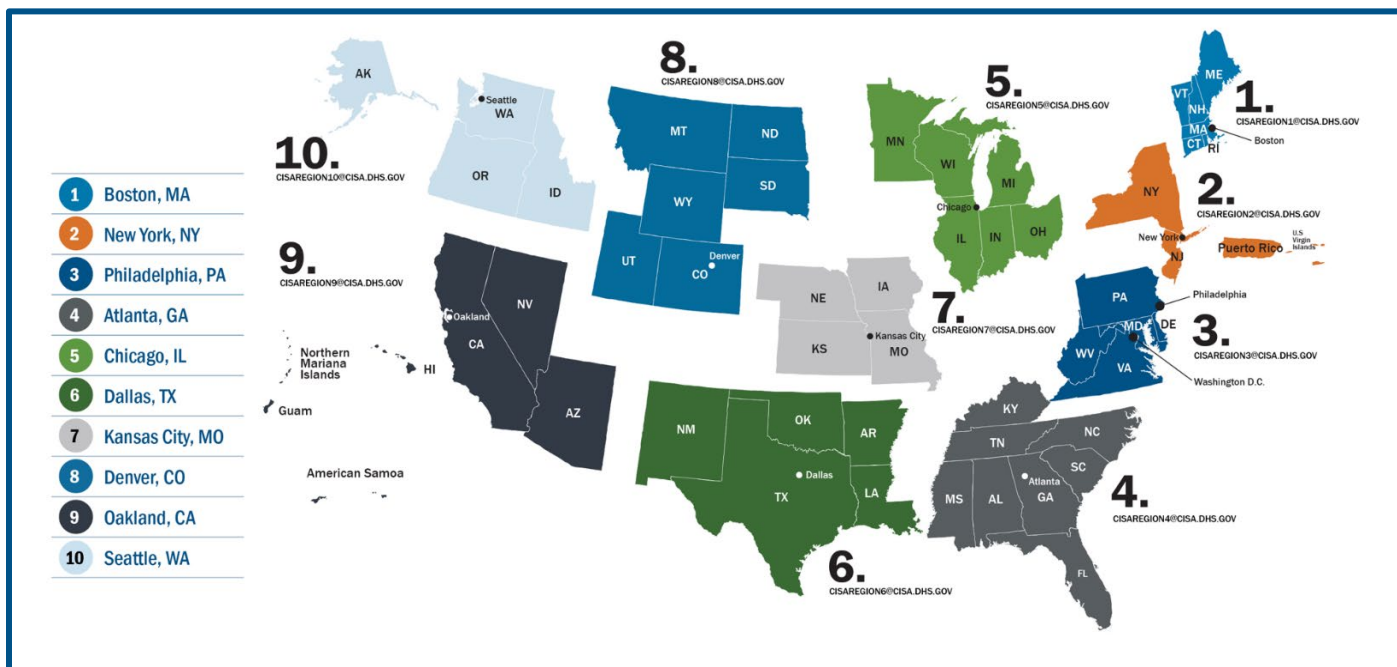 1 Boston, MA
2 New York, NY
3 Philadelphia, PA
4 Atlanta, GA
5 Chicago, IL
6 Dallas, TX
7 Kansas City, MO
8 Denver, CO
9 Oakland, CA
10 Seattle, WA
10.
CISAREGION10@CISA.DHS.GOV
AK
Seattle
WA
OR
ID
8.
CISAREGION8@CISA.DHS.GOV
MT
ND
SD
WY
UT
CO
Denver
5.
CISAREGION5@CISA.DHS.GOV
MN
WI
MI
Chicago
IL
IN
OH
1.
CISAREGION1@CISA.DHS.GOV
ME
VT
NH
MA
CT
RI
Boston
2.
CISAREGION2@CISA.DHS.GOV
NY
New York
NJ
Puerto Rico
U.S
Virgin
Islands
9.
CISAREGION9@CISA.DHS.GOV
NV
Oakland
CA
AZ
HI
Northern
Mariana
Islands
Guam
American Samoa
7.
CISAREGION7@CISA.DHS.GOV
NE
IA
KS
Kansas City
MO
3.
CISAREGION3@CISA.DHS.GOV
PA
Philadelphia
MD
DE
WV
VA
Washington D.C.
6.
CISAREGION6@CISA.DHS.GOV
NM
OK
AR
Dallas
TX
LA
4.
CISAREGION4@CISA.DHS.GOV
KY
TN
NC
SC
MS
AL
Atlanta
GA
FL